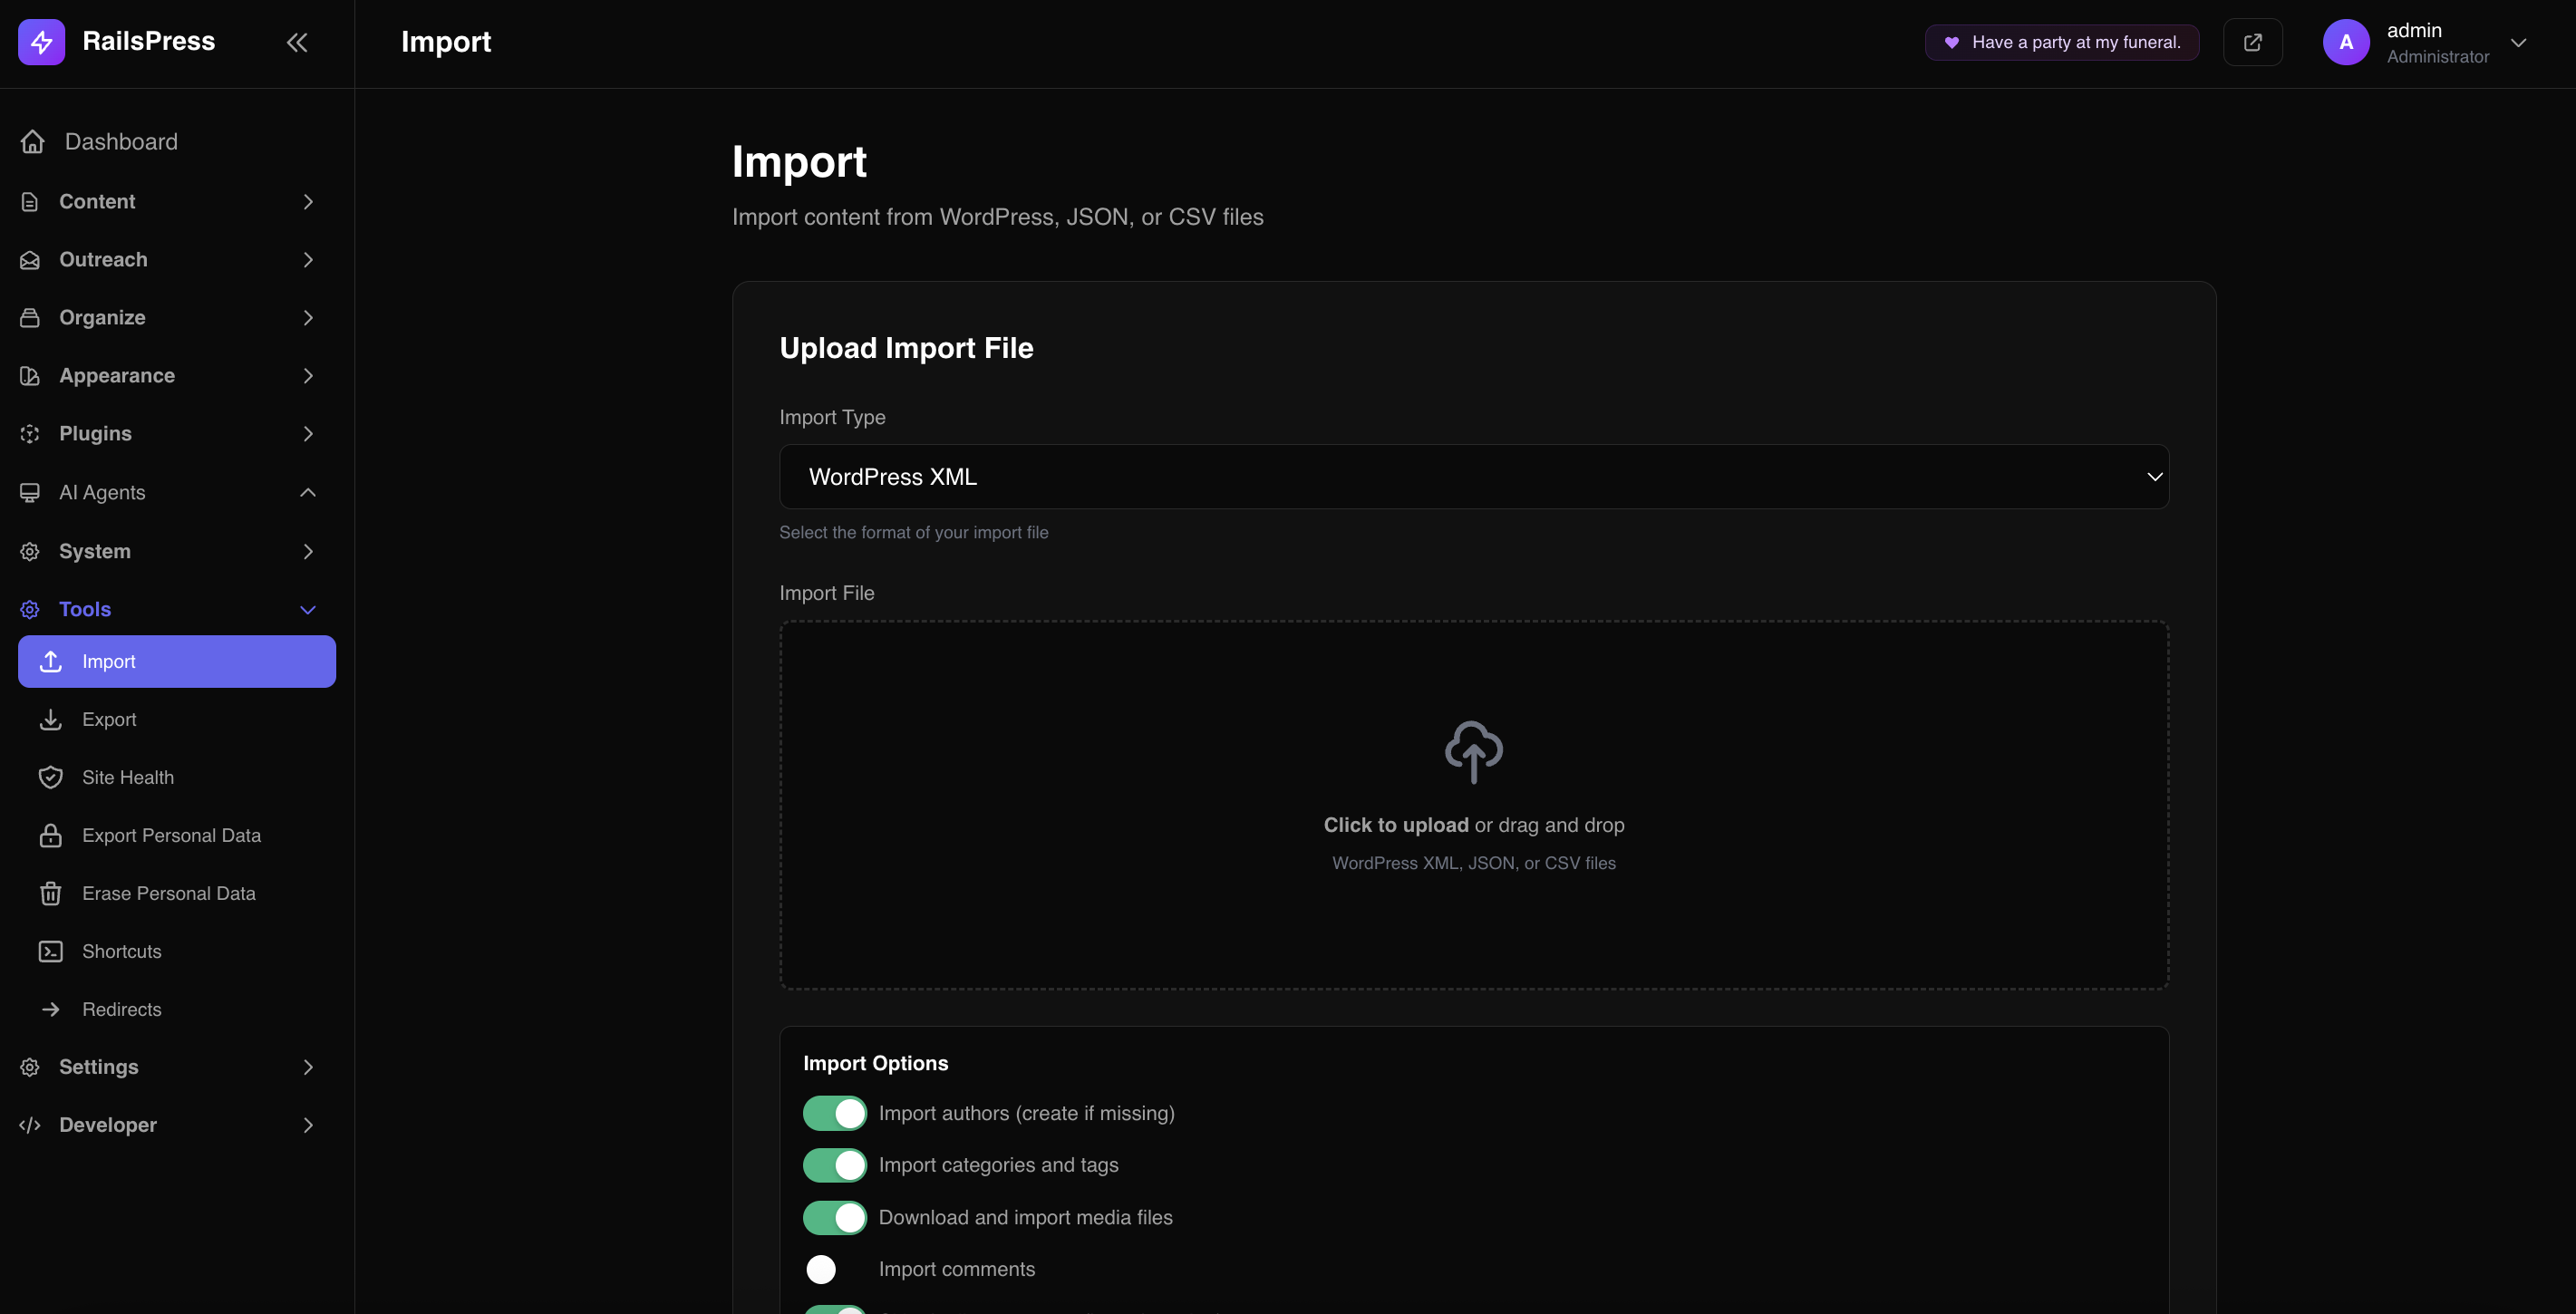 RailsPress
Import
Have a party at my funeral.
A
admin
Administrator
Dashboard
Content
Outreach
Organize
Appearance
Plugins
AI Agents
System
Tools
Import
Export
Site Health
Export Personal Data
Erase Personal Data
Shortcuts
Redirects
Settings
Developer
Import
Import content from WordPress, JSON, or CSV files
Upload Import File
Import Type
WordPress XML
Select the format of your import file
Import File
Click to upload or drag and drop
WordPress XML, JSON, or CSV files
Import Options
Import authors (create if missing)
Import categories and tags
Download and import media files
Import comments